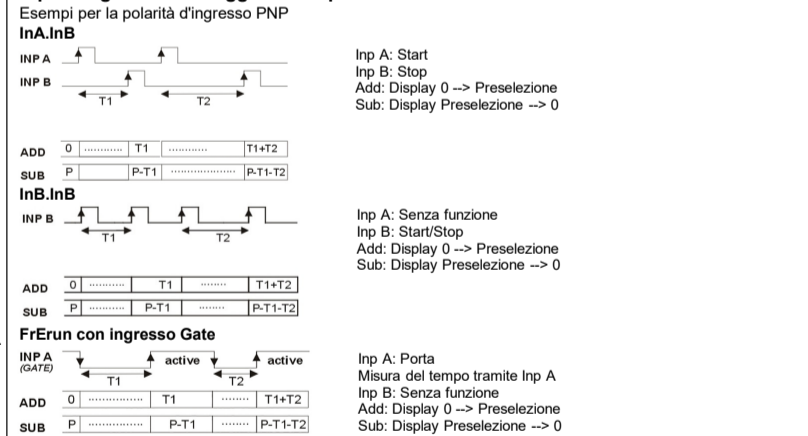 Esempi per la polarità d'ingresso PNP
InA.InB
INP A
INP B
T1 T2
Inp A: Start
Inp B: Stop
Add: Display 0 --> Preselezione
Sub: Display Preselezione --> 0
ADD 0 ............ T1 ............ T1+T2
SUB P P-T1 .................... P-T1-T2
InB.InB
INP B
T1 T2
Inp A: Senza funzione
Inp B: Start/Stop
Add: Display 0 --> Preselezione
Sub: Display Preselezione --> 0
ADD 0 ........... T1 ........ T1+T2
SUB P ........... P-T1 ........ P-T1-T2
FrErun con ingresso Gate
INP A active active
(GATE)
T1 T2
Inp A: Porta
Misura del tempo tramite Inp A
Inp B: Senza funzione
Add: Display 0 --> Preselezione
Sub: Display Preselezione --> 0
ADD 0 ................ T1 ........ T1+T2
SUB P ................ P-T1 ........ P-T1-T2